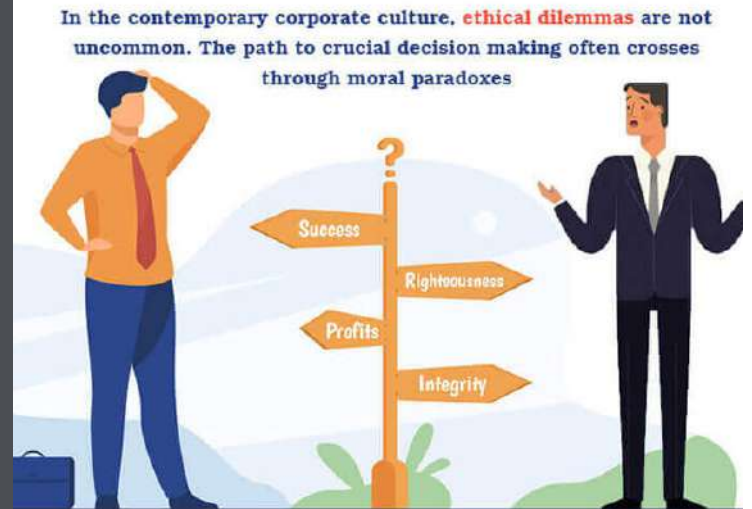 In the contemporary corporate culture, ethical dilemmas are not
uncommon. The path to crucial decision making often crosses
through moral paradoxes
?
Success
Righteousness
Profits
Integrity